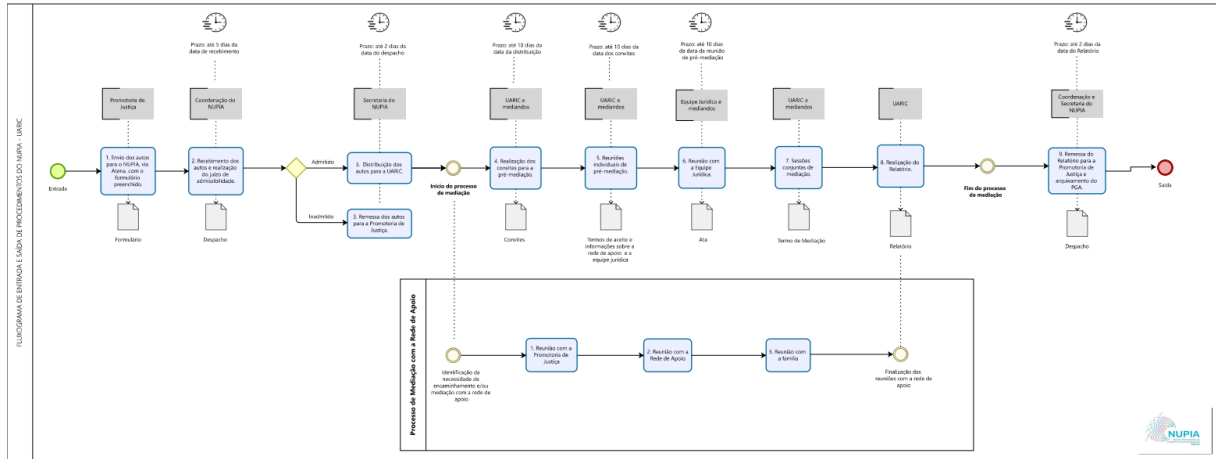 FLUXOGRAMA DE ENTRADA E SAÍDA DE PROCEDIMENTOS DO NUPIA - UARIC
Prazo: até 5 dias da
data de recebimento
Prazo: até 2 dias da
data do despacho
Prazo: até 10 dias da
data da distribuição
Prazo: até 10 dias da
data dos convites
Prazo: até 10 dias
da data da reunião
de pré-mediação
Prazo: até 2 dias da
data do Relatório
Promotoria de
Justiça
Coordenação do
NUPIA
Secretaria do
NUPIA
UARIC e
mediandos
UARIC e
mediandos
Equipe Jurídica e
mediandos
UARIC e
mediandos
UARIC
Coordenação e
Secretaria do
NUPIA
Entrada
1. Envio dos autos
para o NUPIA, via
Atena, com o
formulário
preenchido.
2. Recebimento dos
autos e realização
do juízo de
admissibilidade.
Admitido
3. Distribuição dos
autos para a UARIC.
Início do processo
de mediação
4. Realização dos
convites para a
pré-mediação.
5. Reuniões
individuais de
pré-mediação.
6. Reunião com
a Equipe
Jurídica.
7. Sessões
conjuntas de
mediação.
8. Realização do
Relatório.
Fim do processo
de mediação
9. Remessa do
Relatório para a
Promotoria de
Justiça e
arquivamento do
PGA.
Saída
Inadmitido
3. Remessa dos autos
para a Promotoria de
Justiça.
Formulário
Despacho
Convites
Termos de aceite e
informações sobre a
rede de apoio e a
equipe jurídica
Ata
Termo de Mediação
Relatório
Despacho
Processo de Mediação com a Rede de Apoio
Identificação da
necessidade de
encaminhamento e/ou
mediação com a rede de
apoio
1. Reunião com a
Promotoria de
Justiça
2. Reunião com a
Rede de Apoio
3. Reunião com
a família
Finalização das
reuniões com a rede de
apoio
NUPIA